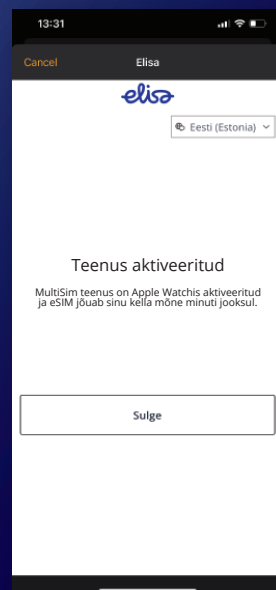 13:31
Cancel Elisa
elisa
Eesti (Estonia)
Teenus aktiveeritud
MultiSim teenus on Apple Watchis aktiveeritud
ja eSIM jõuab sinu kella mõne minuti jooksul.
Sulge